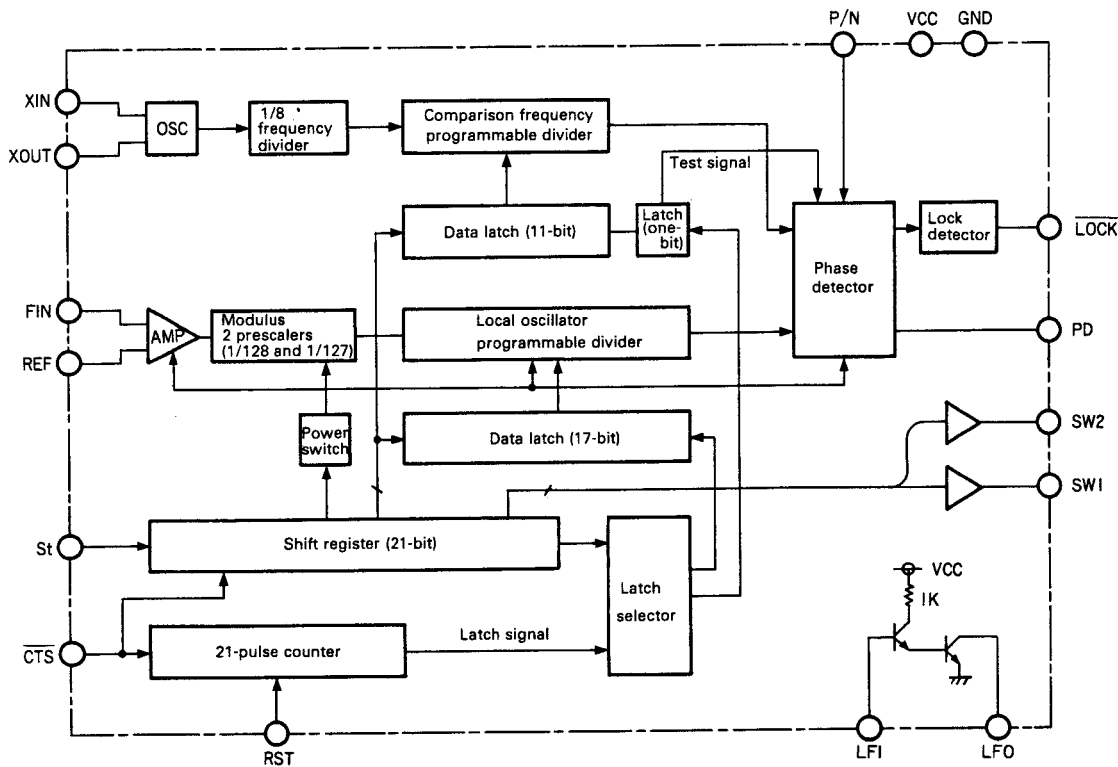 P/N
VCC
GND
XIN
XOUT
OSC
1/8
frequency
divider
Comparison frequency
programmable divider
Test signal
Data latch (11-bit)
Latch
(one-
bit)
Phase
detector
Lock
detector
LOCK
FIN
REF
AMP
Modulus
2 prescalers
(1/128 and 1/127)
Local oscillator
programmable divider
PD
Power
switch
Data latch (17-bit)
SW2
SW1
St
Shift register (21-bit)
Latch
selector
VCC
1K
CTS
21-pulse counter
Latch signal
RST
LFI
LFO